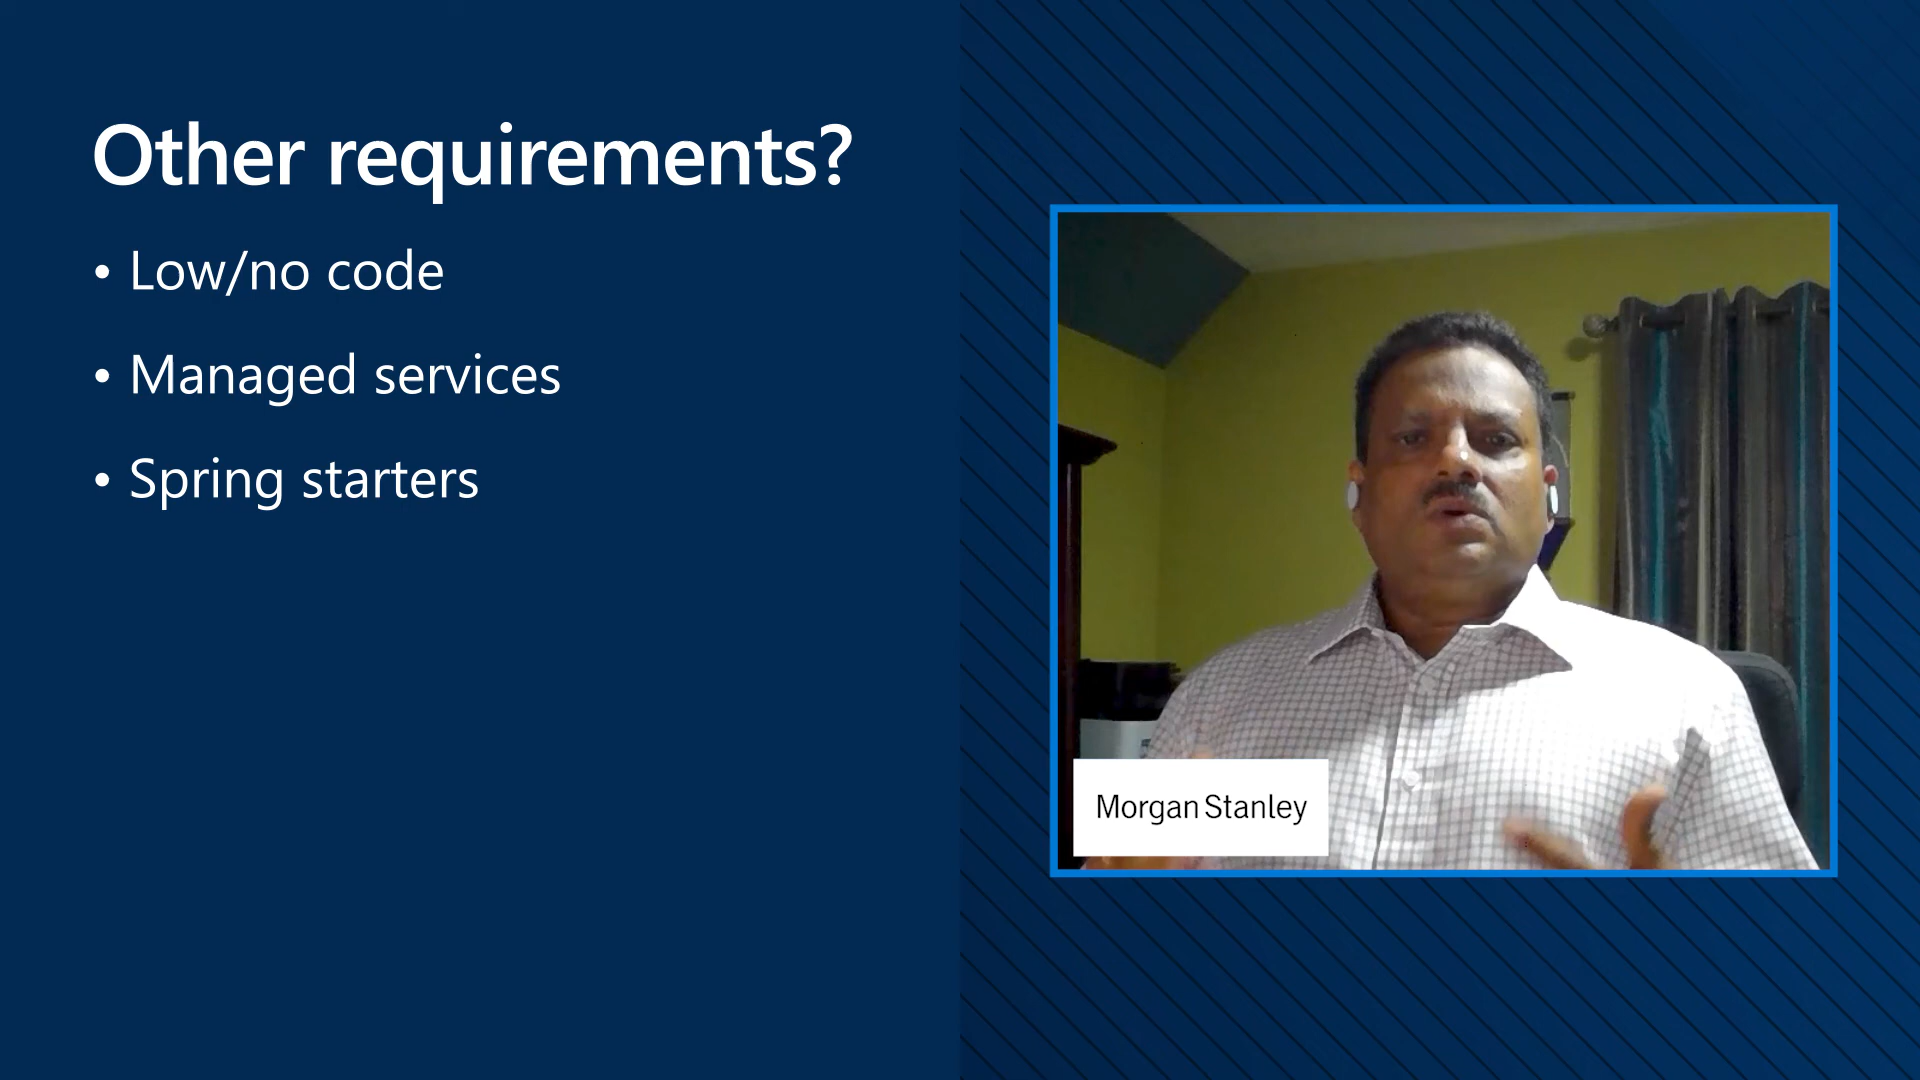 Other requirements?
• Low/no code
• Managed services
• Spring starters
Morgan Stanley